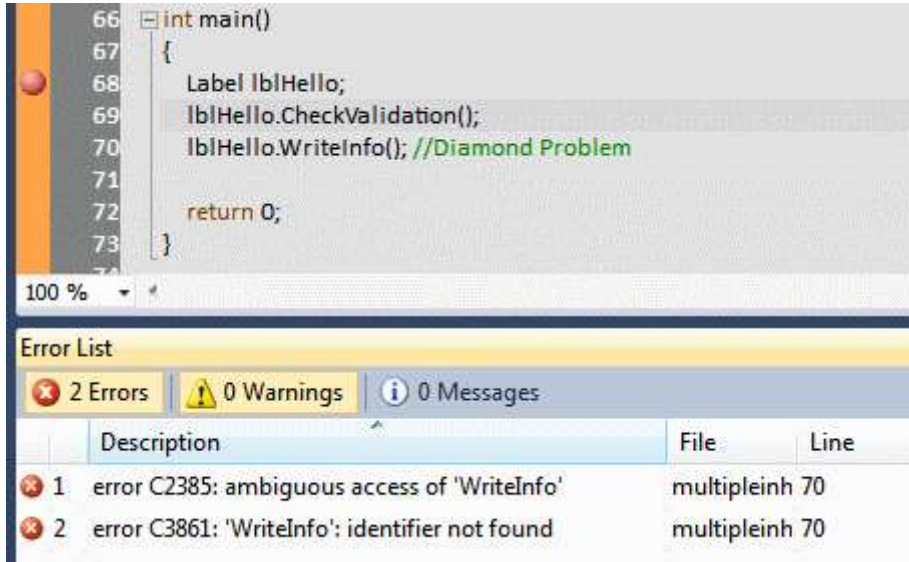 66 int main()
67 {
68 Label lblHello;
69 lblHello.CheckValidation();
70 lblHello.WriteInfo(); //Diamond Problem
71
72 return 0;
73 }
100 %
Error List
2 Errors 0 Warnings 0 Messages
Description File Line
1 error C2385: ambiguous access of 'WriteInfo' multipleinh 70
2 error C3861: 'WriteInfo': identifier not found multipleinh 70